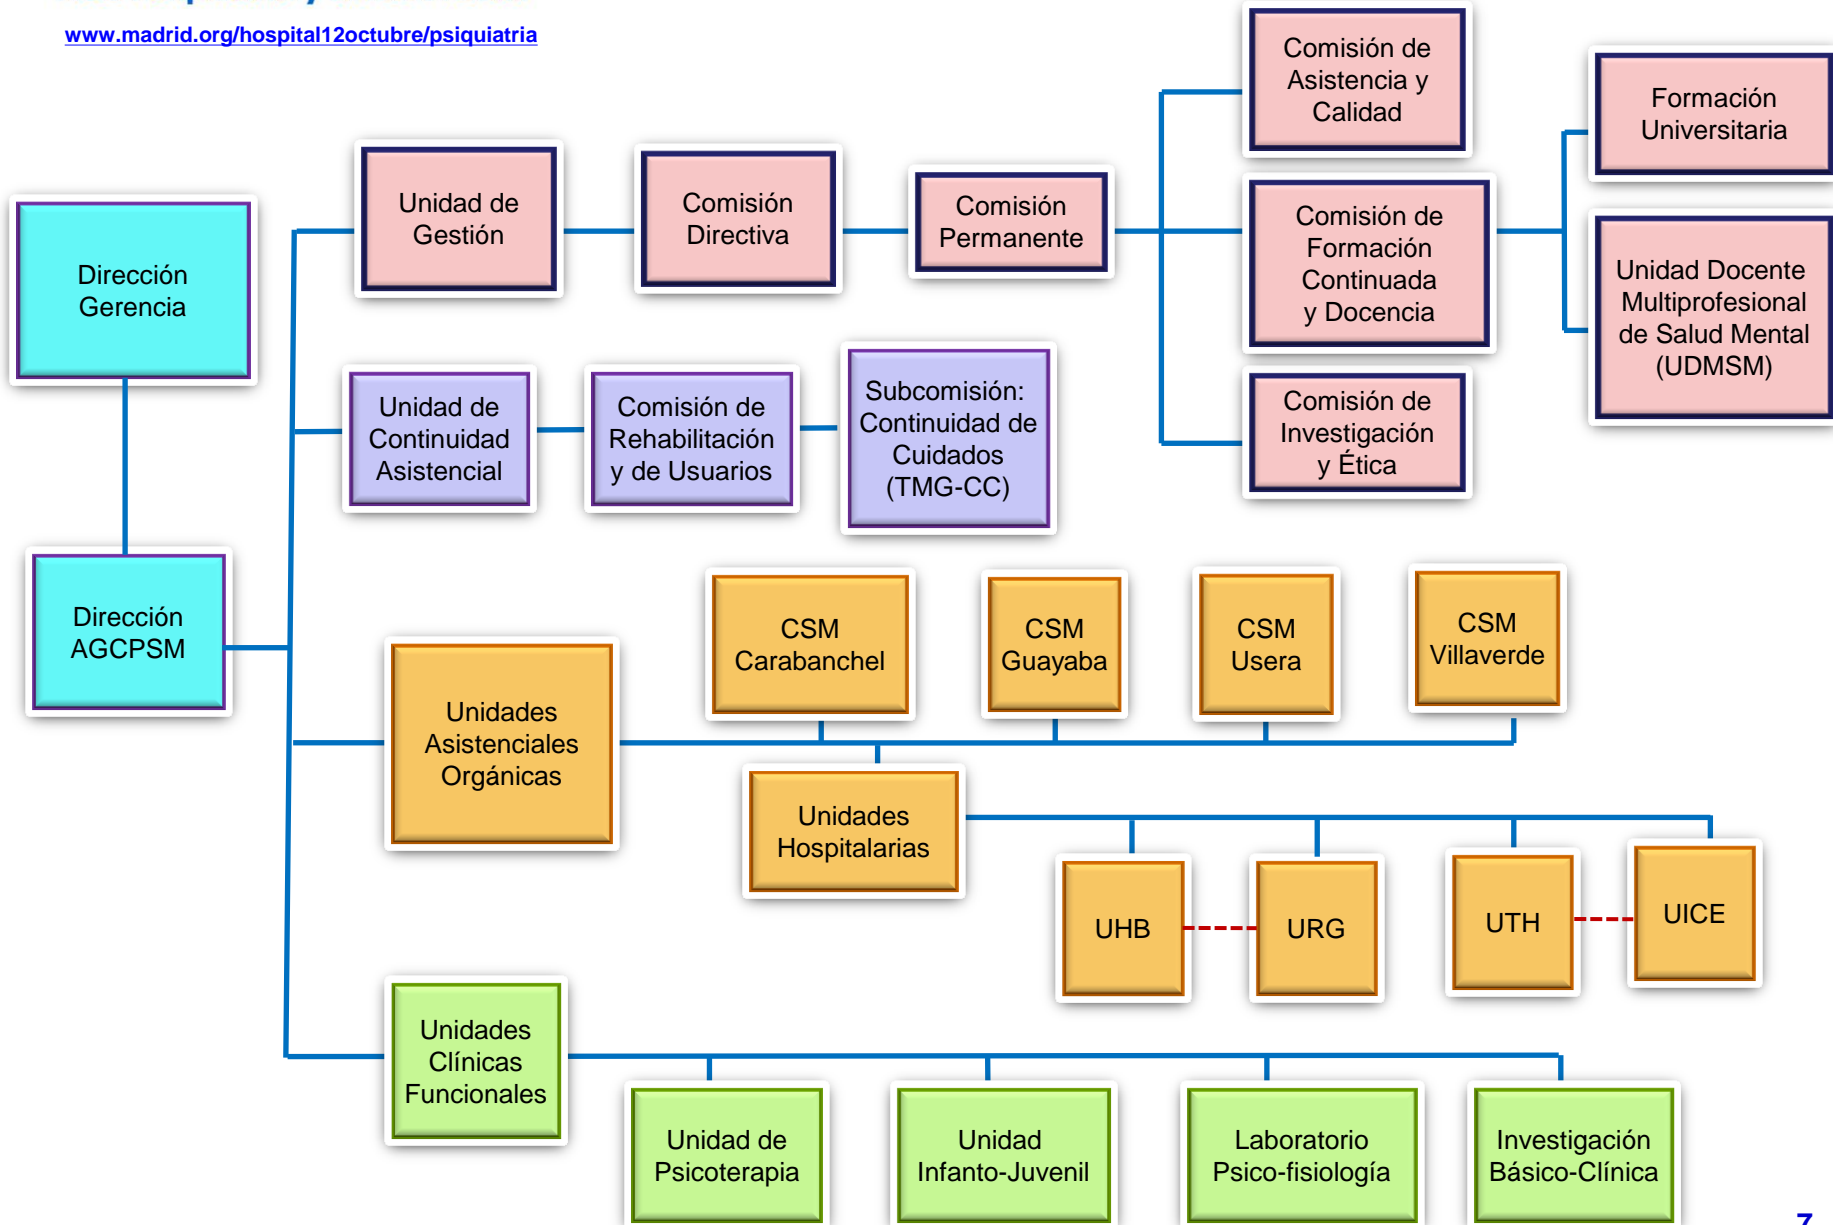 www.madrid.org/hospital12octubre/psiquiatria
Comisión de
Asistencia y
Calidad
Formación
Universitaria
Unidad de
Gestión
Comisión
Directiva
Comisión
Permanente
Comisión de
Formación
Continuada
y Docencia
Unidad Docente
Multiprofesional
de Salud Mental
(UDMSM)
Dirección
Gerencia
Unidad de
Continuidad
Asistencial
Comisión de
Rehabilitación
y de Usuarios
Subcomisión:
Continuidad de
Cuidados
(TMG-CC)
Comisión de
Investigación
y Ética
Dirección
AGCPSM
CSM
Carabanchel
CSM
Guayaba
CSM
Usera
CSM
Villaverde
Unidades
Asistenciales
Orgánicas
Unidades
Hospitalarias
UHB
URG
UTH
UICE
Unidades
Clínicas
Funcionales
Unidad de
Psicoterapia
Unidad
Infanto-Juvenil
Laboratorio
Psico-fisiología
Investigación
Básico-Clínica
7